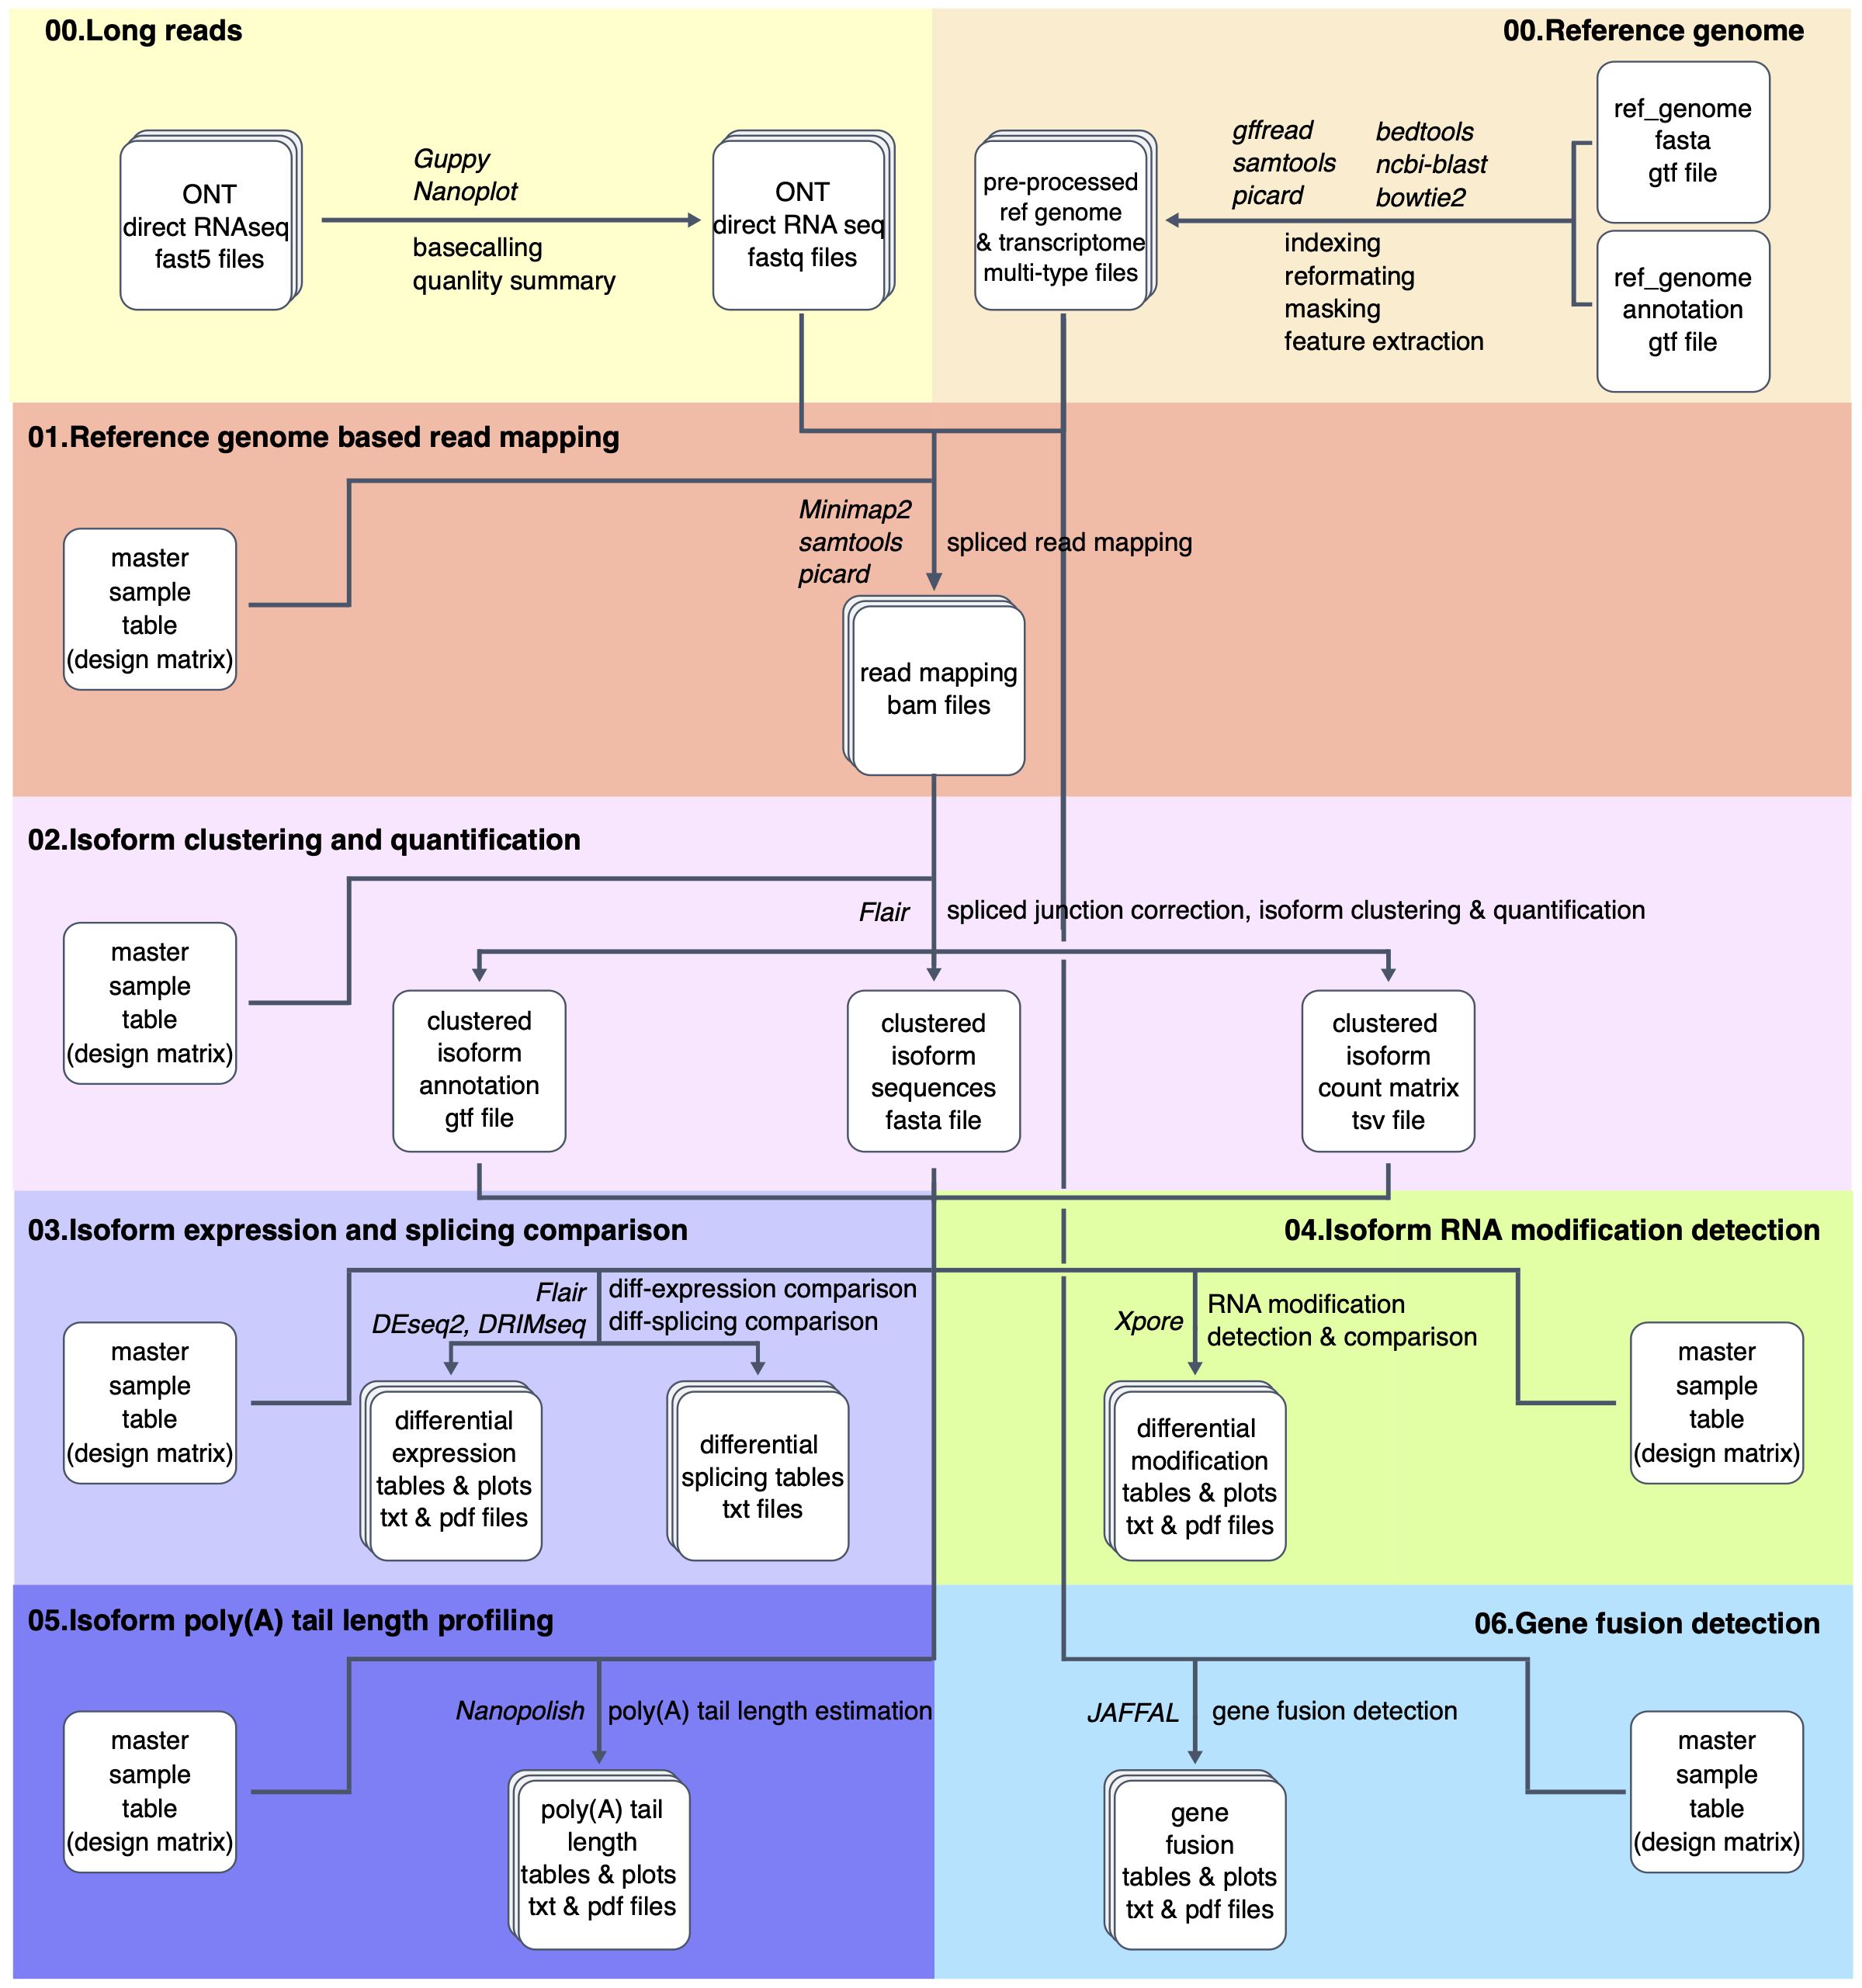 00.Long reads
ONT
direct RNAseq
fast5 files
Guppy
Nanoplot
basecalling
quanlity summary
ONT
direct RNA seq
fastq files
00.Reference genome
pre-processed
ref genome
& transcriptome
multi-type files
gffread
samtools
picard
bedtools
ncbi-blast
bowtie2
indexing
reformating
masking
feature extraction
ref_genome
fasta
gtf file
ref_genome
annotation
gtf file
01.Reference genome based read mapping
master
sample
table
(design matrix)
Minimap2
samtools
picard
spliced read mapping
read mapping
bam files
02.Isoform clustering and quantification
master
sample
table
(design matrix)
Flair
spliced junction correction, isoform clustering & quantification
clustered
isoform
annotation
gtf file
clustered
isoform
sequences
fasta file
clustered
isoform
count matrix
tsv file
03.Isoform expression and splicing comparison
master
sample
table
(design matrix)
Flair
DEseq2, DRIMseq
diff-expression comparison
diff-splicing comparison
differential
expression
tables & plots
txt & pdf files
differential
splicing tables
txt files
04.Isoform RNA modification detection
Xpore
RNA modification
detection & comparison
differential
modification
tables & plots
txt & pdf files
master
sample
table
(design matrix)
05.Isoform poly(A) tail length profiling
master
sample
table
(design matrix)
Nanopolish
poly(A) tail length estimation
poly(A) tail
length
tables & plots
txt & pdf files
06.Gene fusion detection
JAFFAL
gene fusion detection
gene
fusion
tables & plots
txt & pdf files
master
sample
table
(design matrix)